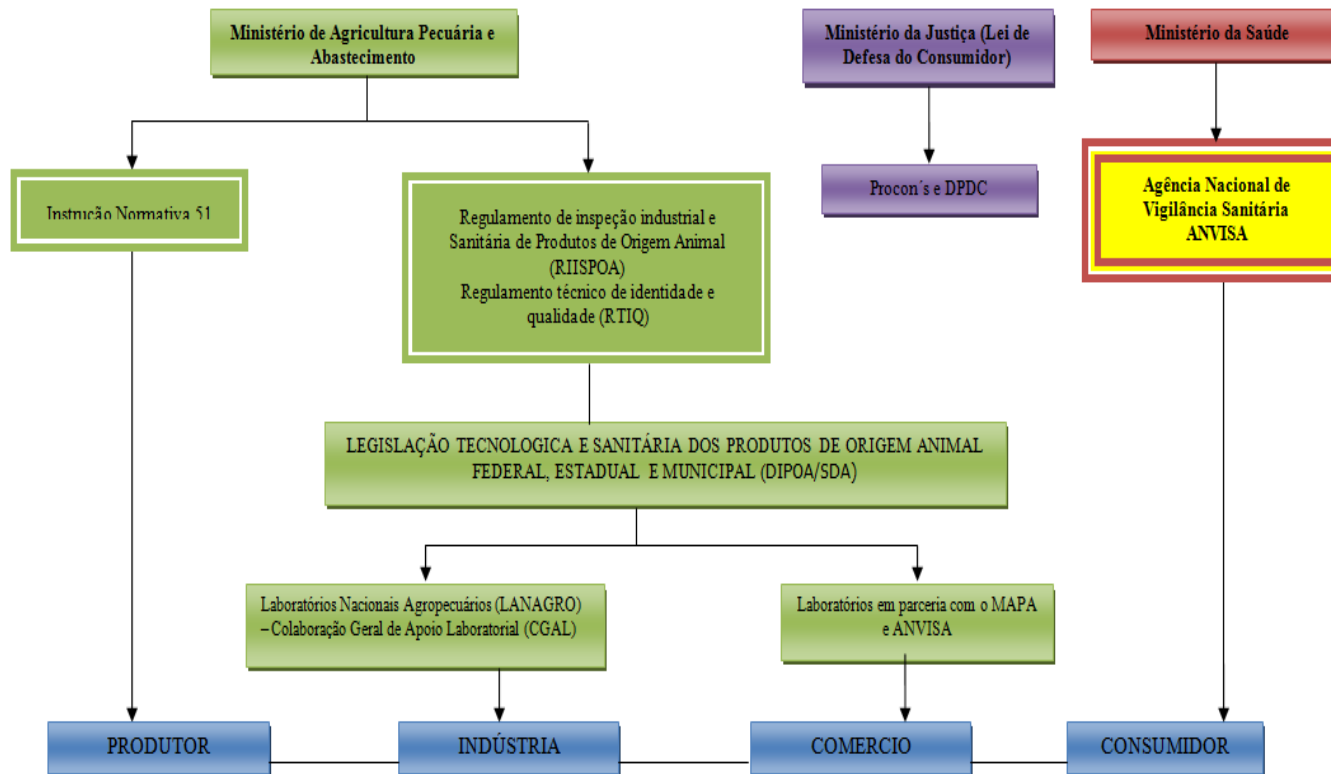 Ministério de Agricultura Pecuária e
Abastecimento
Ministério da Justiça (Lei de
Defesa do Consumidor)
Ministério da Saúde
Instrução Normativa 51
Regulamento de inspeção industrial e
Sanitária de Produtos de Origem Animal
(RIISPOA)
Regulamento técnico de identidade e
qualidade (RTIQ)
Procon´s e DPDC
Agência Nacional de
Vigilância Sanitária
ANVISA
LEGISLAÇÃO TECNOLOGICA E SANITÁRIA DOS PRODUTOS DE ORIGEM ANIMAL
FEDERAL, ESTADUAL E MUNICIPAL (DIPOA/SDA)
Laboratórios Nacionais Agropecuários (LANAGRO)
– Colaboração Geral de Apoio Laboratorial (CGAL)
Laboratórios em parceria com o MAPA
e ANVISA
PRODUTOR
INDÚSTRIA
COMERCIO
CONSUMIDOR